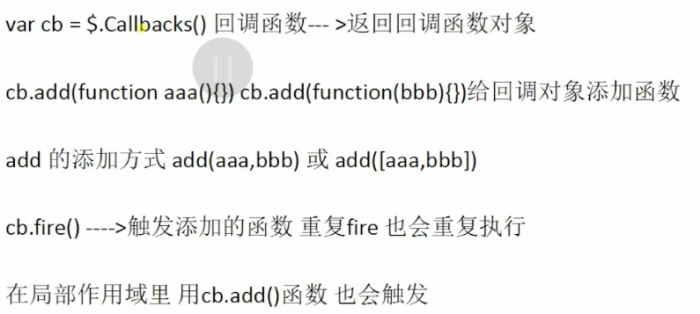 var cb = $.Callbacks() 回调函数--- >返回回调函数对象
cb.add(function aaa(){}) cb.add(function(bbb){})给回调对象添加函数
add 的添加方式 add(aaa,bbb) 或 add([aaa,bbb])
cb.fire() ---->触发添加的函数 重复fire 也会重复执行
在局部作用域里 用cb.add()函数 也会触发